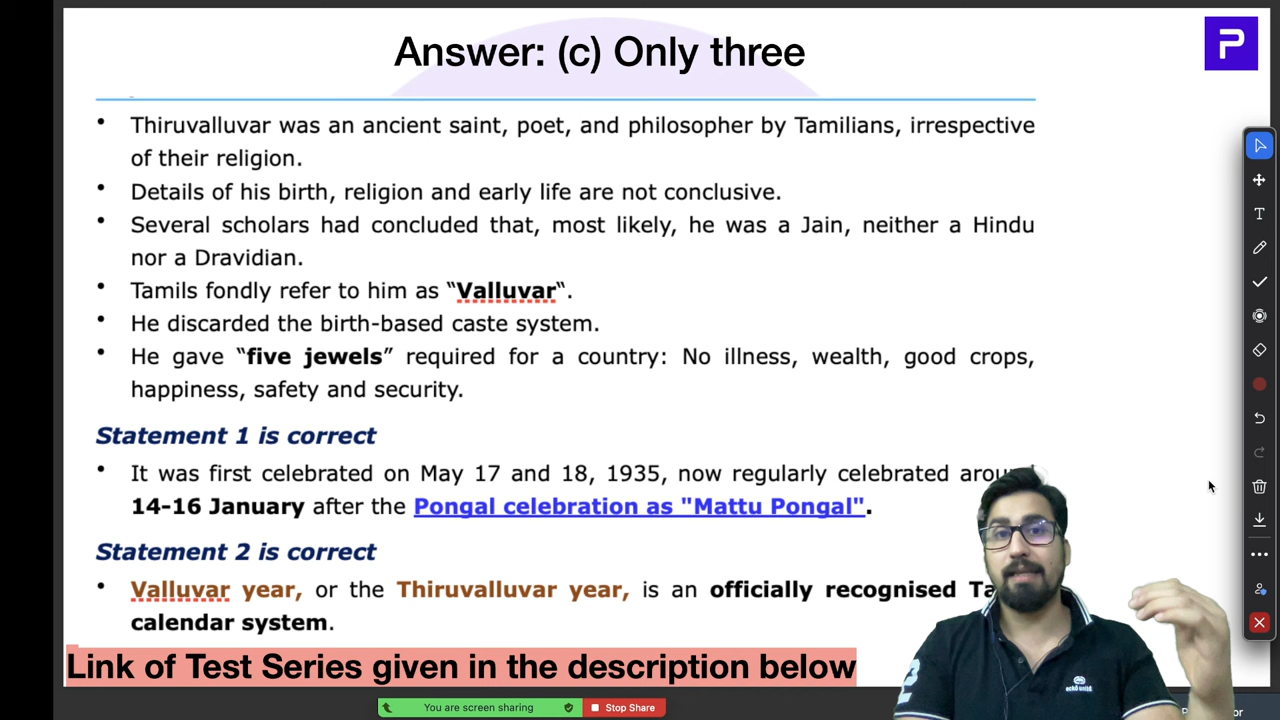 Answer: (c) Only three
P
• Thiruvalluvar was an ancient saint, poet, and philosopher by Tamilians, irrespective
of their religion.
• Details of his birth, religion and early life are not conclusive.
• Several scholars had concluded that, most likely, he was a Jain, neither a Hindu
nor a Dravidian.
• Tamils fondly refer to him as “Valluvar“.
• He discarded the birth-based caste system.
• He gave “five jewels” required for a country: No illness, wealth, good crops,
happiness, safety and security.
Statement 1 is correct
• It was first celebrated on May 17 and 18, 1935, now regularly celebrated around
14-16 January after the Pongal celebration as "Mattu Pongal".
Statement 2 is correct
• Valluvar year, or the Thiruvalluvar year, is an officially recognised
calendar system.
Link of Test Series given in the description below
You are screen sharing
Stop Share
ecko unltd